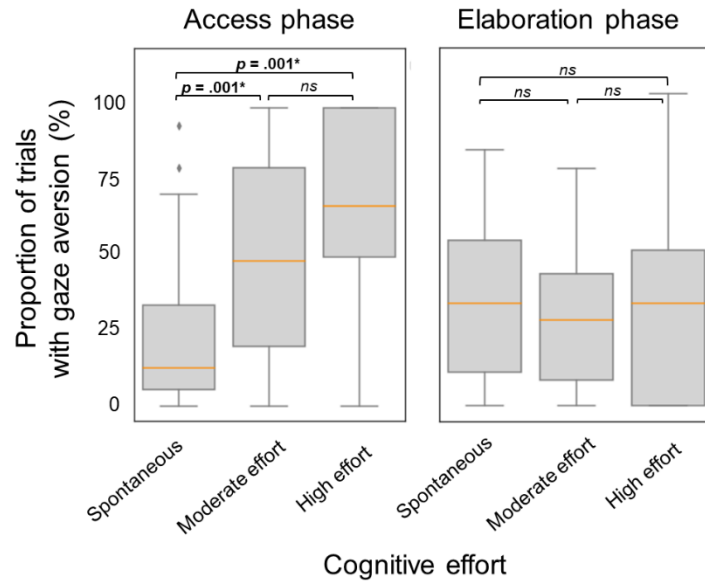 Access phase
Elaboration phase
p = .001*
p = .001*
ns
ns
ns
ns
Proportion of trials
with gaze aversion (%)
100
75
50
25
0
Spontaneous
Moderate effort
High effort
Spontaneous
Moderate effort
High effort
Cognitive effort